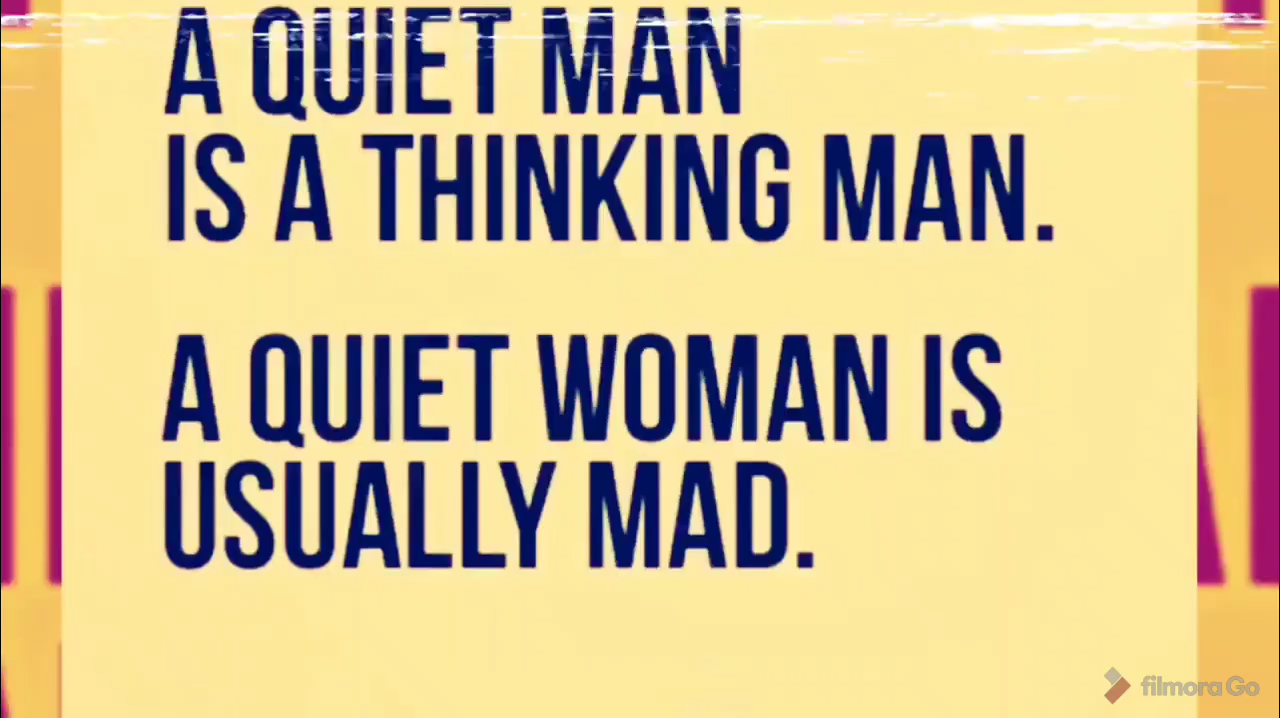 A QUIET MAN
IS A THINKING MAN.
A QUIET WOMAN IS
USUALLY MAD.
filmora Go